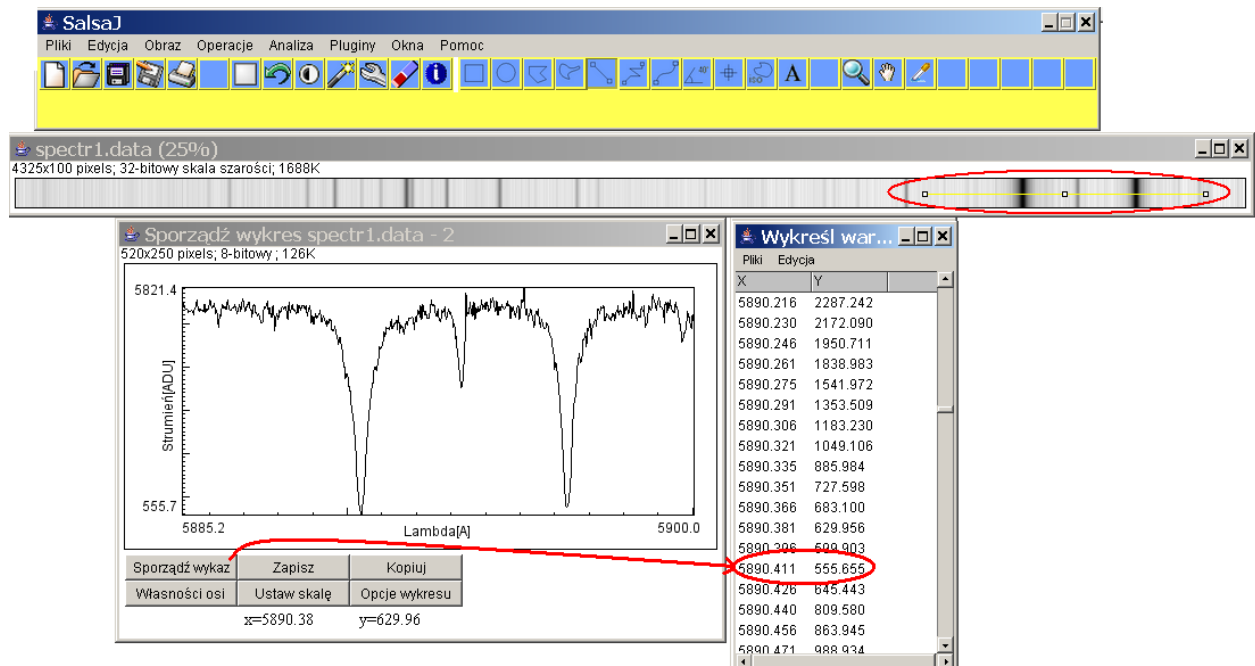 SalsaJ
Pliki Edycja Obraz Operacje Analiza Pluginy Okna Pomoc
A
spectr1.data (25%)
4325x100 pixels; 32-bitowy skala szarości; 1688K
Sporządź wykres spectr1.data - 2
520x250 pixels; 8-bitowy ; 126K
5821.4
Strumień[ADU]
555.7
5885.2 Lambda[A] 5900.0
Sporządź wykaz Zapisz Kopiuj
Własności osi Ustaw skalę Opcje wykresu
x=5890.38 y=629.96
Wykreśl war...
Pliki Edycja
X Y
5890.216 2287.242
5890.230 2172.090
5890.246 1950.711
5890.261 1838.983
5890.275 1541.972
5890.291 1353.509
5890.306 1183.230
5890.321 1049.106
5890.335 885.984
5890.351 727.598
5890.366 683.100
5890.381 629.956
5890.396
5890.411 555.655
5890.426 645.443
5890.440 809.580
5890.456 863.945
5890.471 988.934